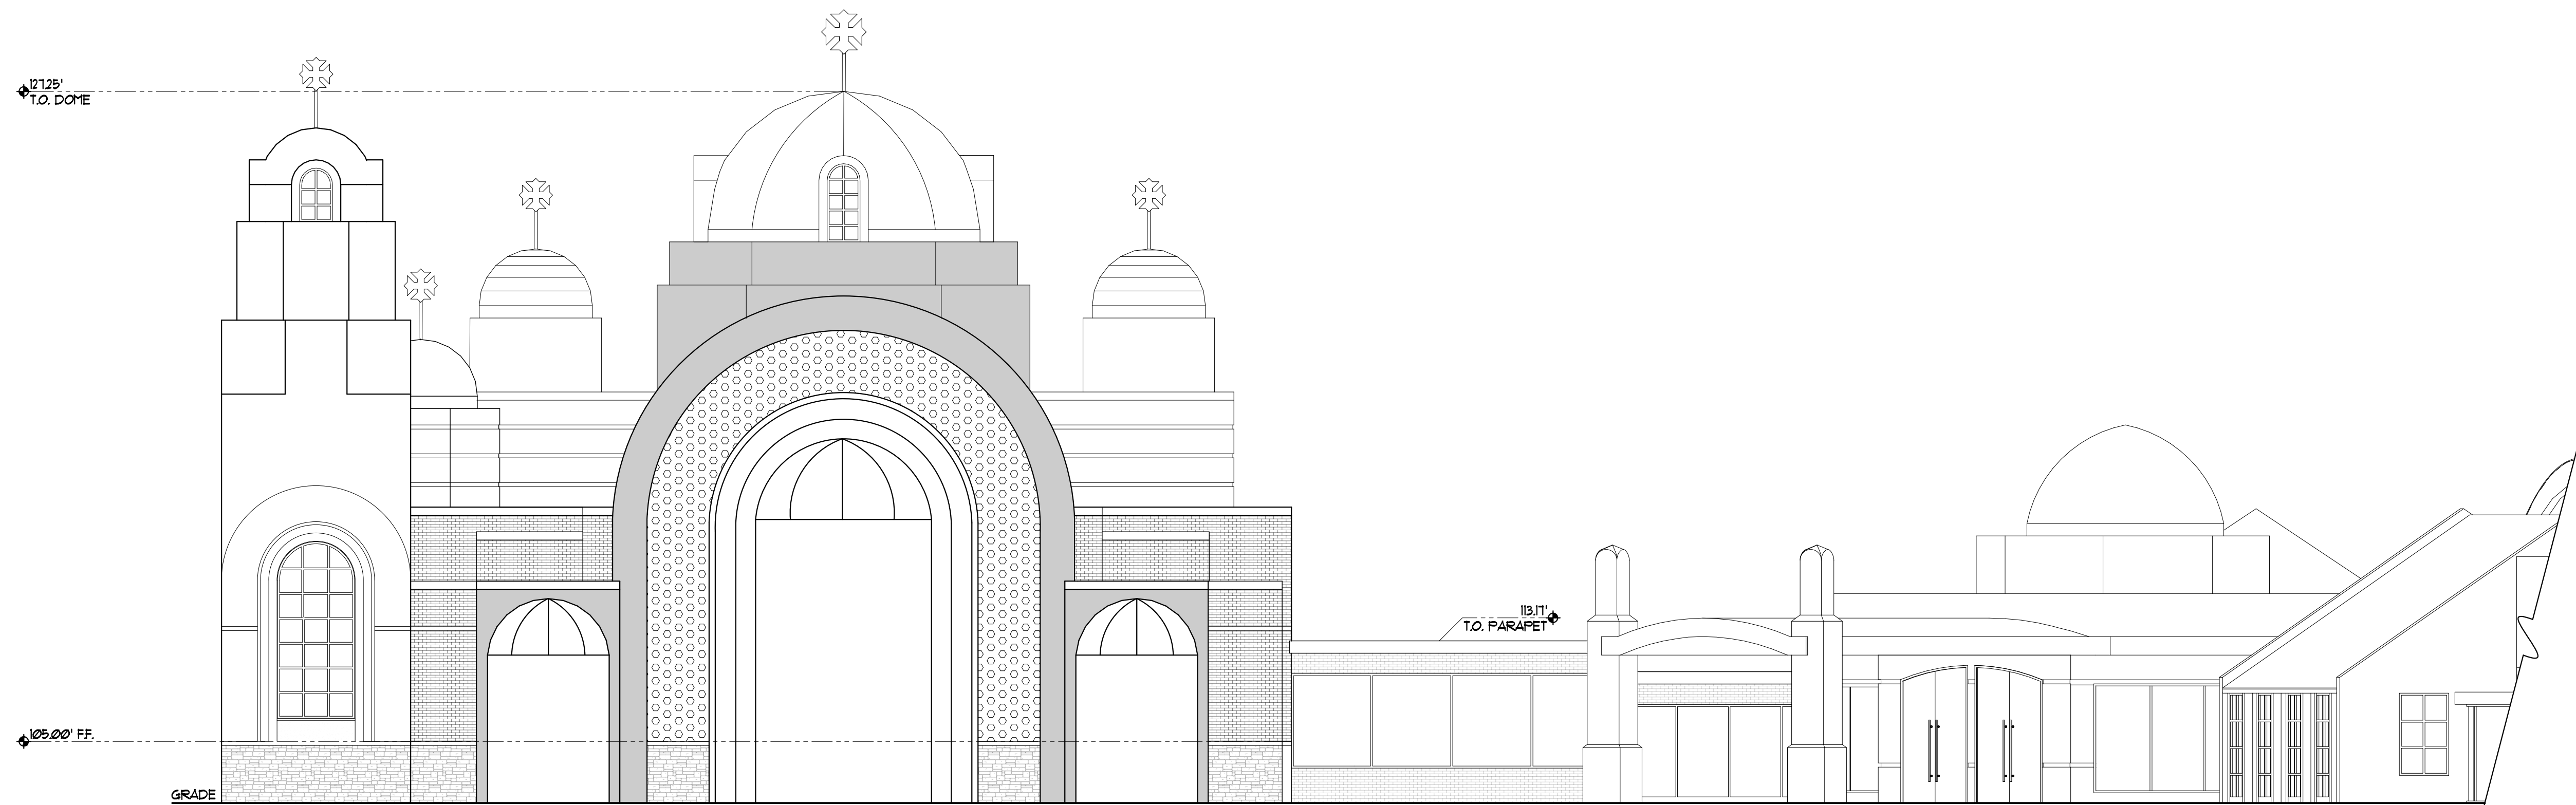 127.25'
T.O. DOME
113.17'
T.O. PARAPET
105.00' F.F.
GRADE